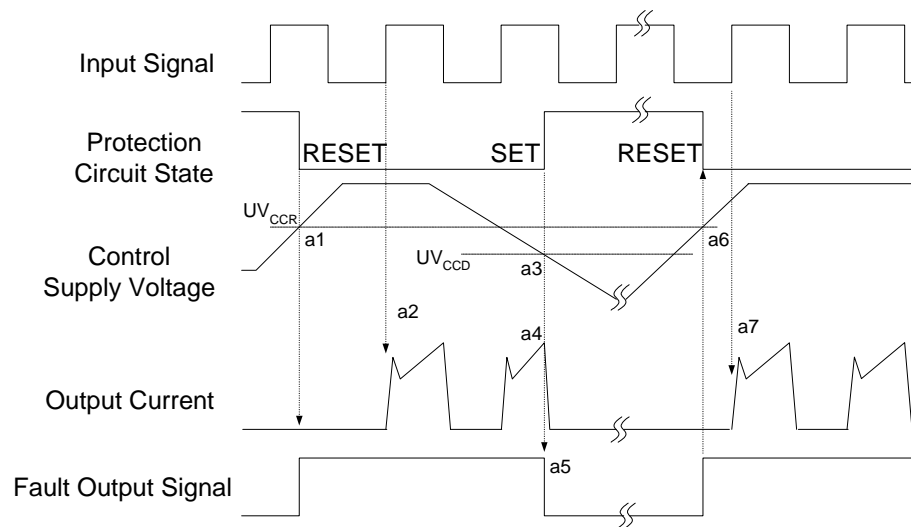 Input Signal
Protection
Circuit State
RESET
SET
RESET
UV_CCR
a1
a6
Control
Supply Voltage
UV_CCD
a3
a2
a4
a7
Output Current
a5
Fault Output Signal